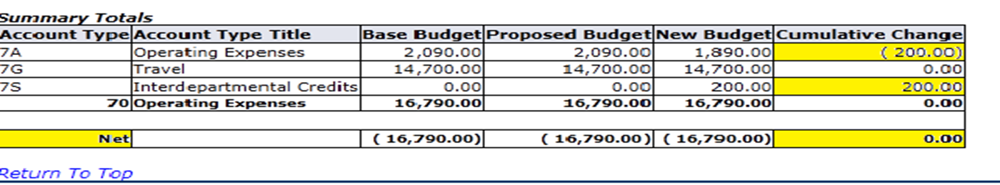 Summary Totals
Account Type Account Type Title Base Budget Proposed Budget New Budget Cumulative Change
7A Operating Expenses 2,090.00 2,090.00 1,890.00 ( 200.00)
7G Travel 14,700.00 14,700.00 14,700.00 0.00
7S Interdepartmental Credits 0.00 0.00 200.00 200.00
70 Operating Expenses 16,790.00 16,790.00 16,790.00 0.00
Net ( 16,790.00) ( 16,790.00) ( 16,790.00) 0.00
Return To Top